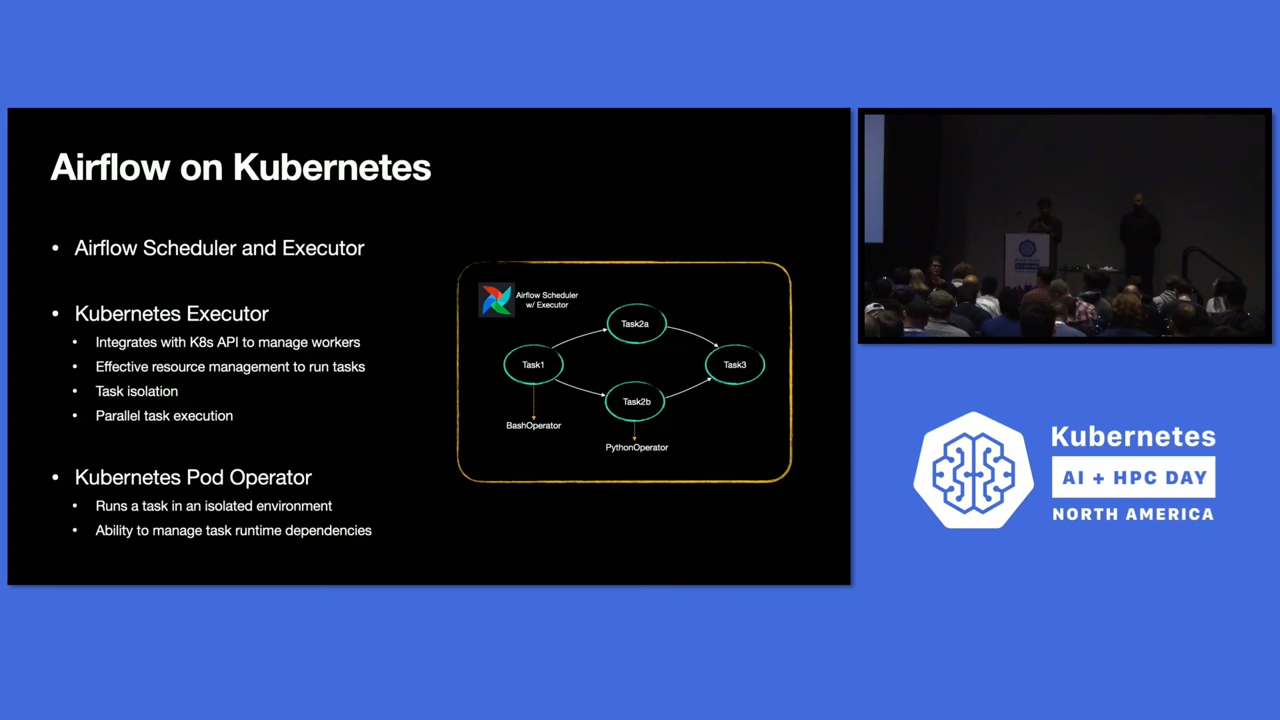 Airflow on Kubernetes
• Airflow Scheduler and Executor
• Kubernetes Executor
• Integrates with K8s API to manage workers
• Effective resource management to run tasks
• Task isolation
• Parallel task execution
• Kubernetes Pod Operator
• Runs a task in an isolated environment
• Ability to manage task runtime dependencies
Airflow Scheduler
w/ Executor
Task1
Task2a
Task2b
Task3
BashOperator
PythonOperator
Kubernetes
AI + HPC DAY
NORTH AMERICA